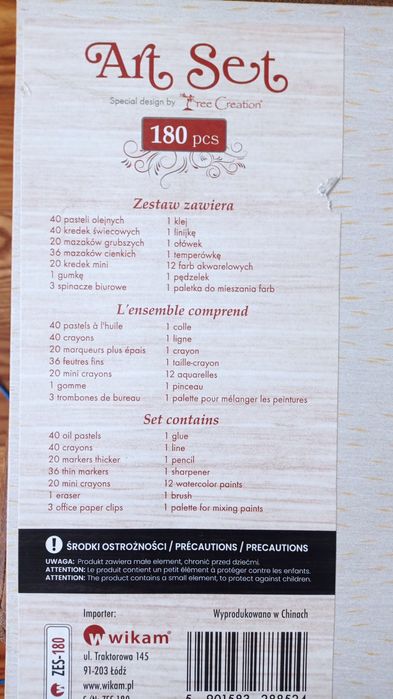 Art Set
Special design by Tree Creation®
180 pcs
Zestaw zawiera
40 pasteli olejnych 1 klej
40 kredek świecowych 1 linijkę
20 mazaków grubszych 1 ołówek
36 mazaków cienkich 1 temperówkę
20 kredek mini 12 farb akwarelowych
1 gumkę 1 pędzelek
3 spinacze biurowe 1 paletka do mieszania farb
L'ensemble comprend
40 pastels à l'huile 1 colle
40 crayons 1 ligne
20 marqueurs plus épais 1 crayon
36 feutres fins 1 taille-crayon
20 mini crayons 12 aquarelles
1 gomme 1 pinceau
3 trombones de bureau 1 palette pour mélanger les peintures
Set contains
40 oil pastels 1 glue
40 crayons 1 line
20 markers thicker 1 pencil
36 thin markers 1 sharpener
20 mini crayons 12 watercolor paints
1 eraser 1 brush
3 office paper clips 1 palette for mixing paints
ŚRODKI OSTROŻNOŚCI / PRÉCAUTIONS / PRECAUTIONS
UWAGA: Produkt zawiera małe element, chronić przed dziećmi.
ATTENTION: Le produit contient un petit élément à protéger contre les enfants.
ATTENTION: The product contains a small element, to protect against children.
ZES-180
Importer: Wyprodukowano w Chinach
wikam®
ul. Traktorowa 145
91-203 Łódź
www.wikam.pl
5 901583 288524